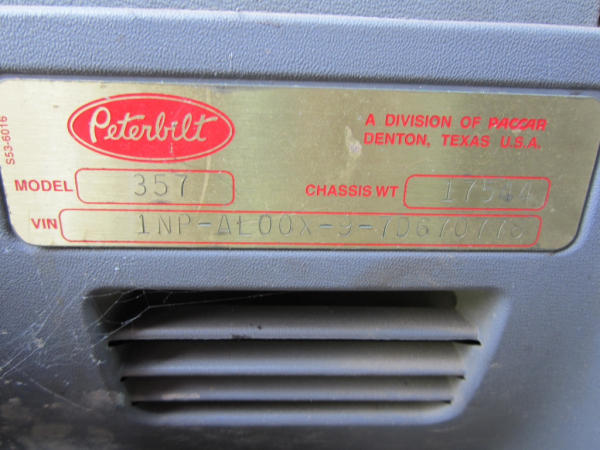 Peterbilt
A DIVISION OF PACCAR
DENTON, TEXAS U.S.A.
S53-6016
MODEL 357
CHASSIS WT
VIN